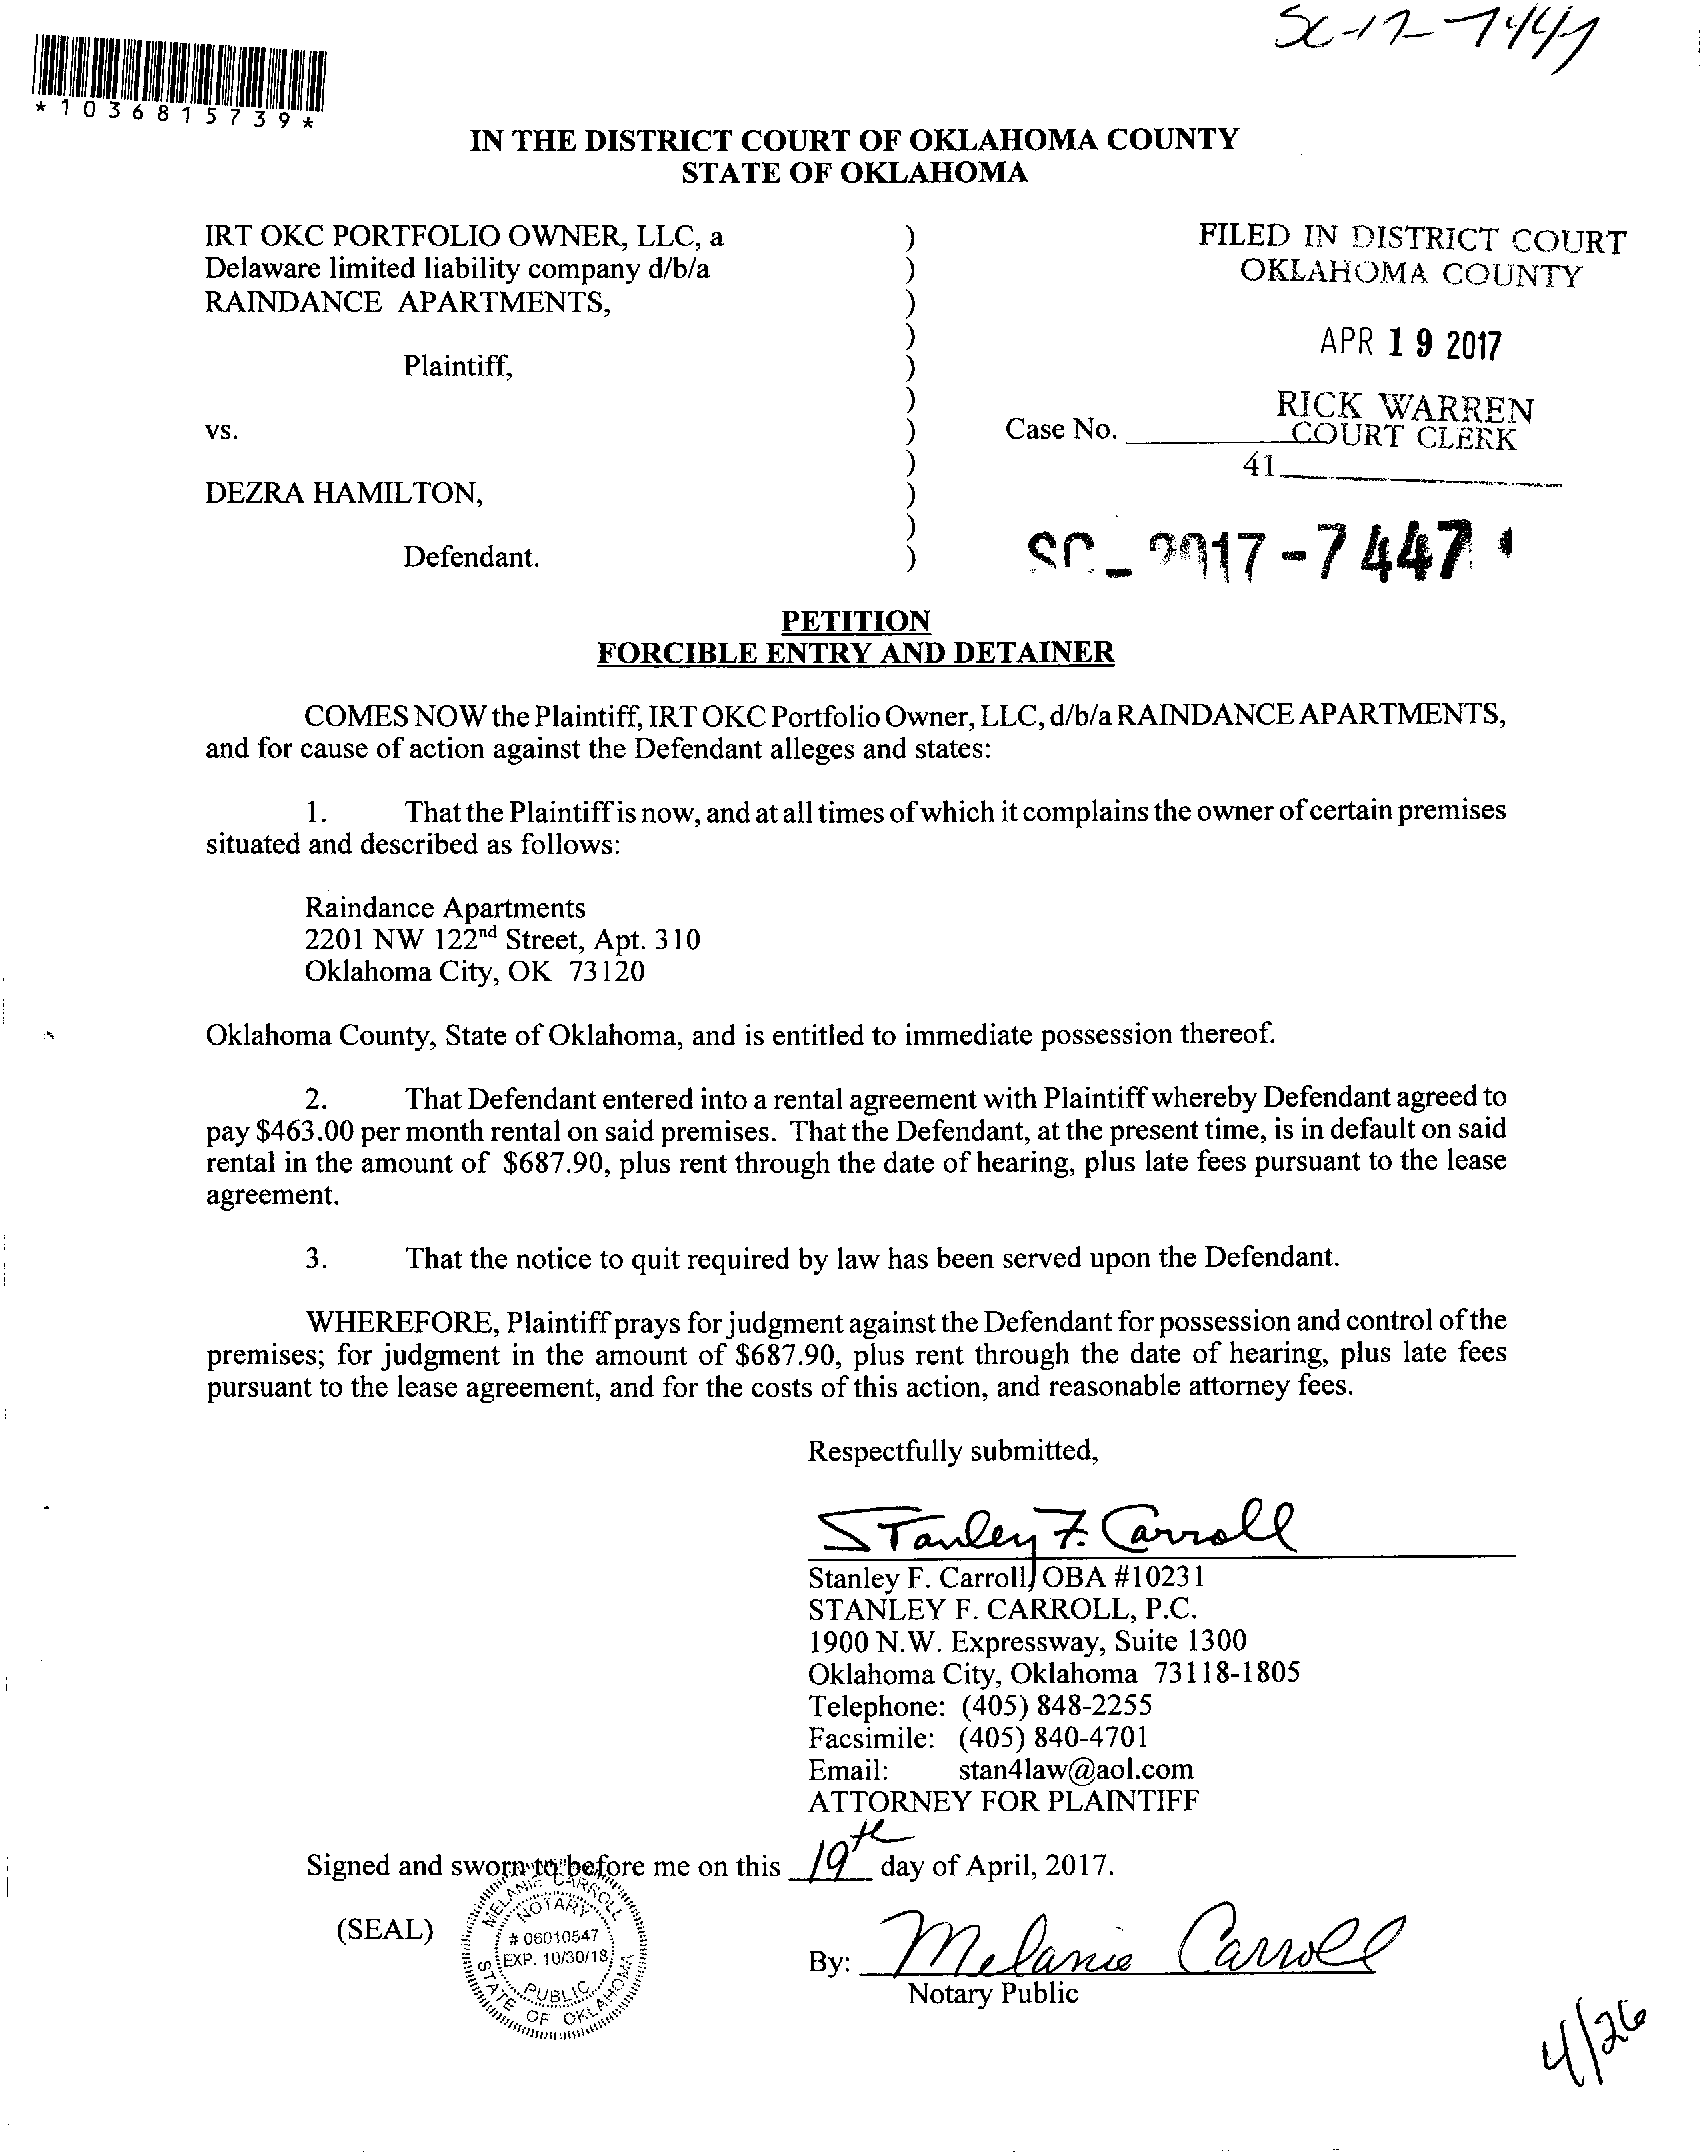 SC-17-7447
*1036815739*
IN THE DISTRICT COURT OF OKLAHOMA COUNTY
STATE OF OKLAHOMA
IRT OKC PORTFOLIO OWNER, LLC, a
Delaware limited liability company d/b/a
RAINDANCE APARTMENTS,
Plaintiff,
vs.
DEZRA HAMILTON,
Defendant.
)
)
)
)
)
)
)
)
)
)
)
FILED IN DISTRICT COURT
OKLAHOMA COUNTY
APR 19 2017
RICK WARREN
COURT CLERK
Case No.
41
SC-2017-7447
PETITION
FORCIBLE ENTRY AND DETAINER
COMES NOW the Plaintiff, IRT OKC Portfolio Owner, LLC, d/b/a RAINDANCE APARTMENTS,
and for cause of action against the Defendant alleges and states:
1. That the Plaintiff is now, and at all times of which it complains the owner of certain premises
situated and described as follows:
Raindance Apartments
2201 NW 122nd Street, Apt. 310
Oklahoma City, OK 73120
Oklahoma County, State of Oklahoma, and is entitled to immediate possession thereof.
2. That Defendant entered into a rental agreement with Plaintiff whereby Defendant agreed to
pay $463.00 per month rental on said premises. That the Defendant, at the present time, is in default on said
rental in the amount of $687.90, plus rent through the date of hearing, plus late fees pursuant to the lease
agreement.
3. That the notice to quit required by law has been served upon the Defendant.
WHEREFORE, Plaintiff prays for judgment against the Defendant for possession and control of the
premises; for judgment in the amount of $687.90, plus rent through the date of hearing, plus late fees
pursuant to the lease agreement, and for the costs of this action, and reasonable attorney fees.
Respectfully submitted,
Stanley F. Carroll
Stanley F. Carroll, OBA #10231
STANLEY F. CARROLL, P.C.
1900 N.W. Expressway, Suite 1300
Oklahoma City, Oklahoma 73118-1805
Telephone: (405) 848-2255
Facsimile: (405) 840-4701
Email: stan4law@aol.com
ATTORNEY FOR PLAINTIFF
Signed and sworn to before me on this 19th day of April, 2017.
(SEAL)
MELANIE CARROLL
NOTARY
# 06010547
EXP. 10/30/18
PUBLIC
STATE OF OKLAHOMA
By: Melanie Carroll
Notary Public
4/26